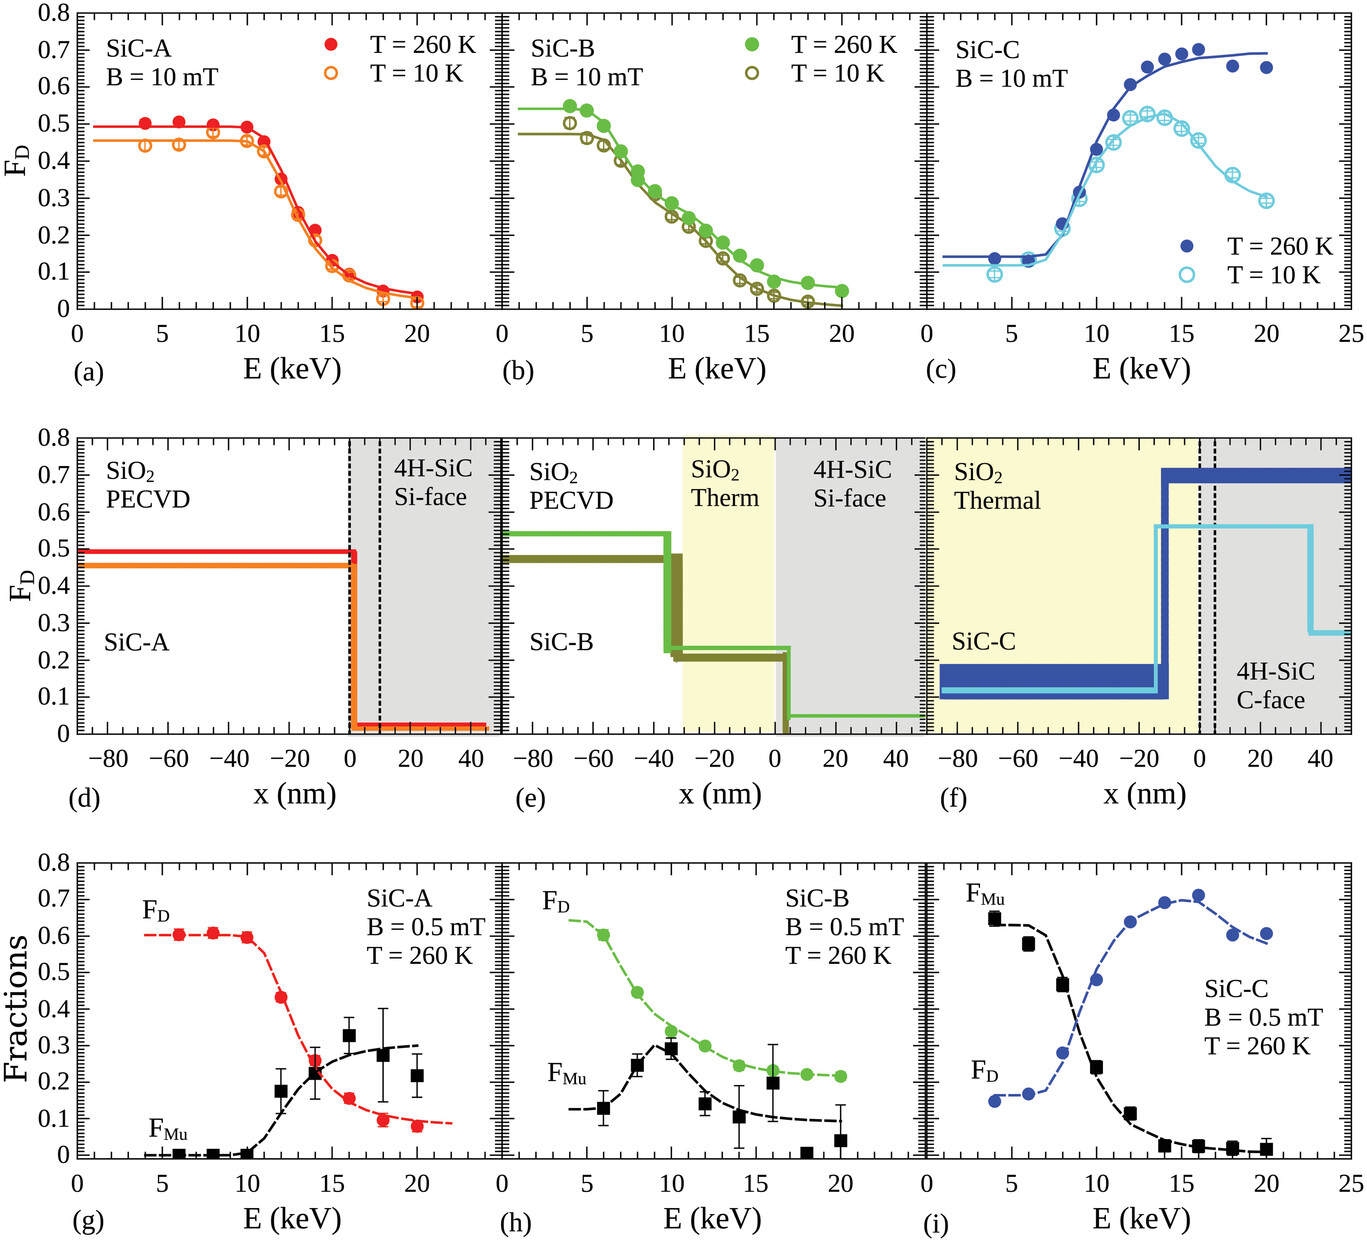 0.8
0.7
0.6
0.5
0.4
0.3
0.2
0.1
0
F_D
SiC-A
B = 10 mT
T = 260 K
T = 10 K
SiC-B
B = 10 mT
T = 260 K
T = 10 K
SiC-C
B = 10 mT
T = 260 K
T = 10 K
0 5 10 15 20 0 5 10 15 20 0 5 10 15 20 25
(a) E (keV) (b) E (keV) (c) E (keV)
0.8
0.7
0.6
0.5
0.4
0.3
0.2
0.1
0
F_D
SiO2
PECVD
4H-SiC
Si-face
SiC-A
SiO2
PECVD
SiO2
Therm
4H-SiC
Si-face
SiC-B
SiO2
Thermal
SiC-C
4H-SiC
C-face
−80 −60 −40 −20 0 20 40 −80 −60 −40 −20 0 20 40 −80 −60 −40 −20 0 20 40
(d) x (nm) (e) x (nm) (f) x (nm)
0.8
0.7
0.6
0.5
0.4
0.3
0.2
0.1
0
Fractions
F_D
SiC-A
B = 0.5 mT
T = 260 K
F_Mu
F_D
SiC-B
B = 0.5 mT
T = 260 K
F_Mu
F_Mu
SiC-C
B = 0.5 mT
T = 260 K
F_D
0 5 10 15 20 0 5 10 15 20 0 5 10 15 20 25
(g) E (keV) (h) E (keV) (i) E (keV)